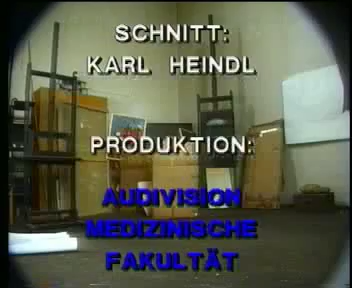 SCHNITT:
KARL HEINDL
PRODUKTION:
AUDIVISION
MEDIZINISCHE
FAKULTÄT